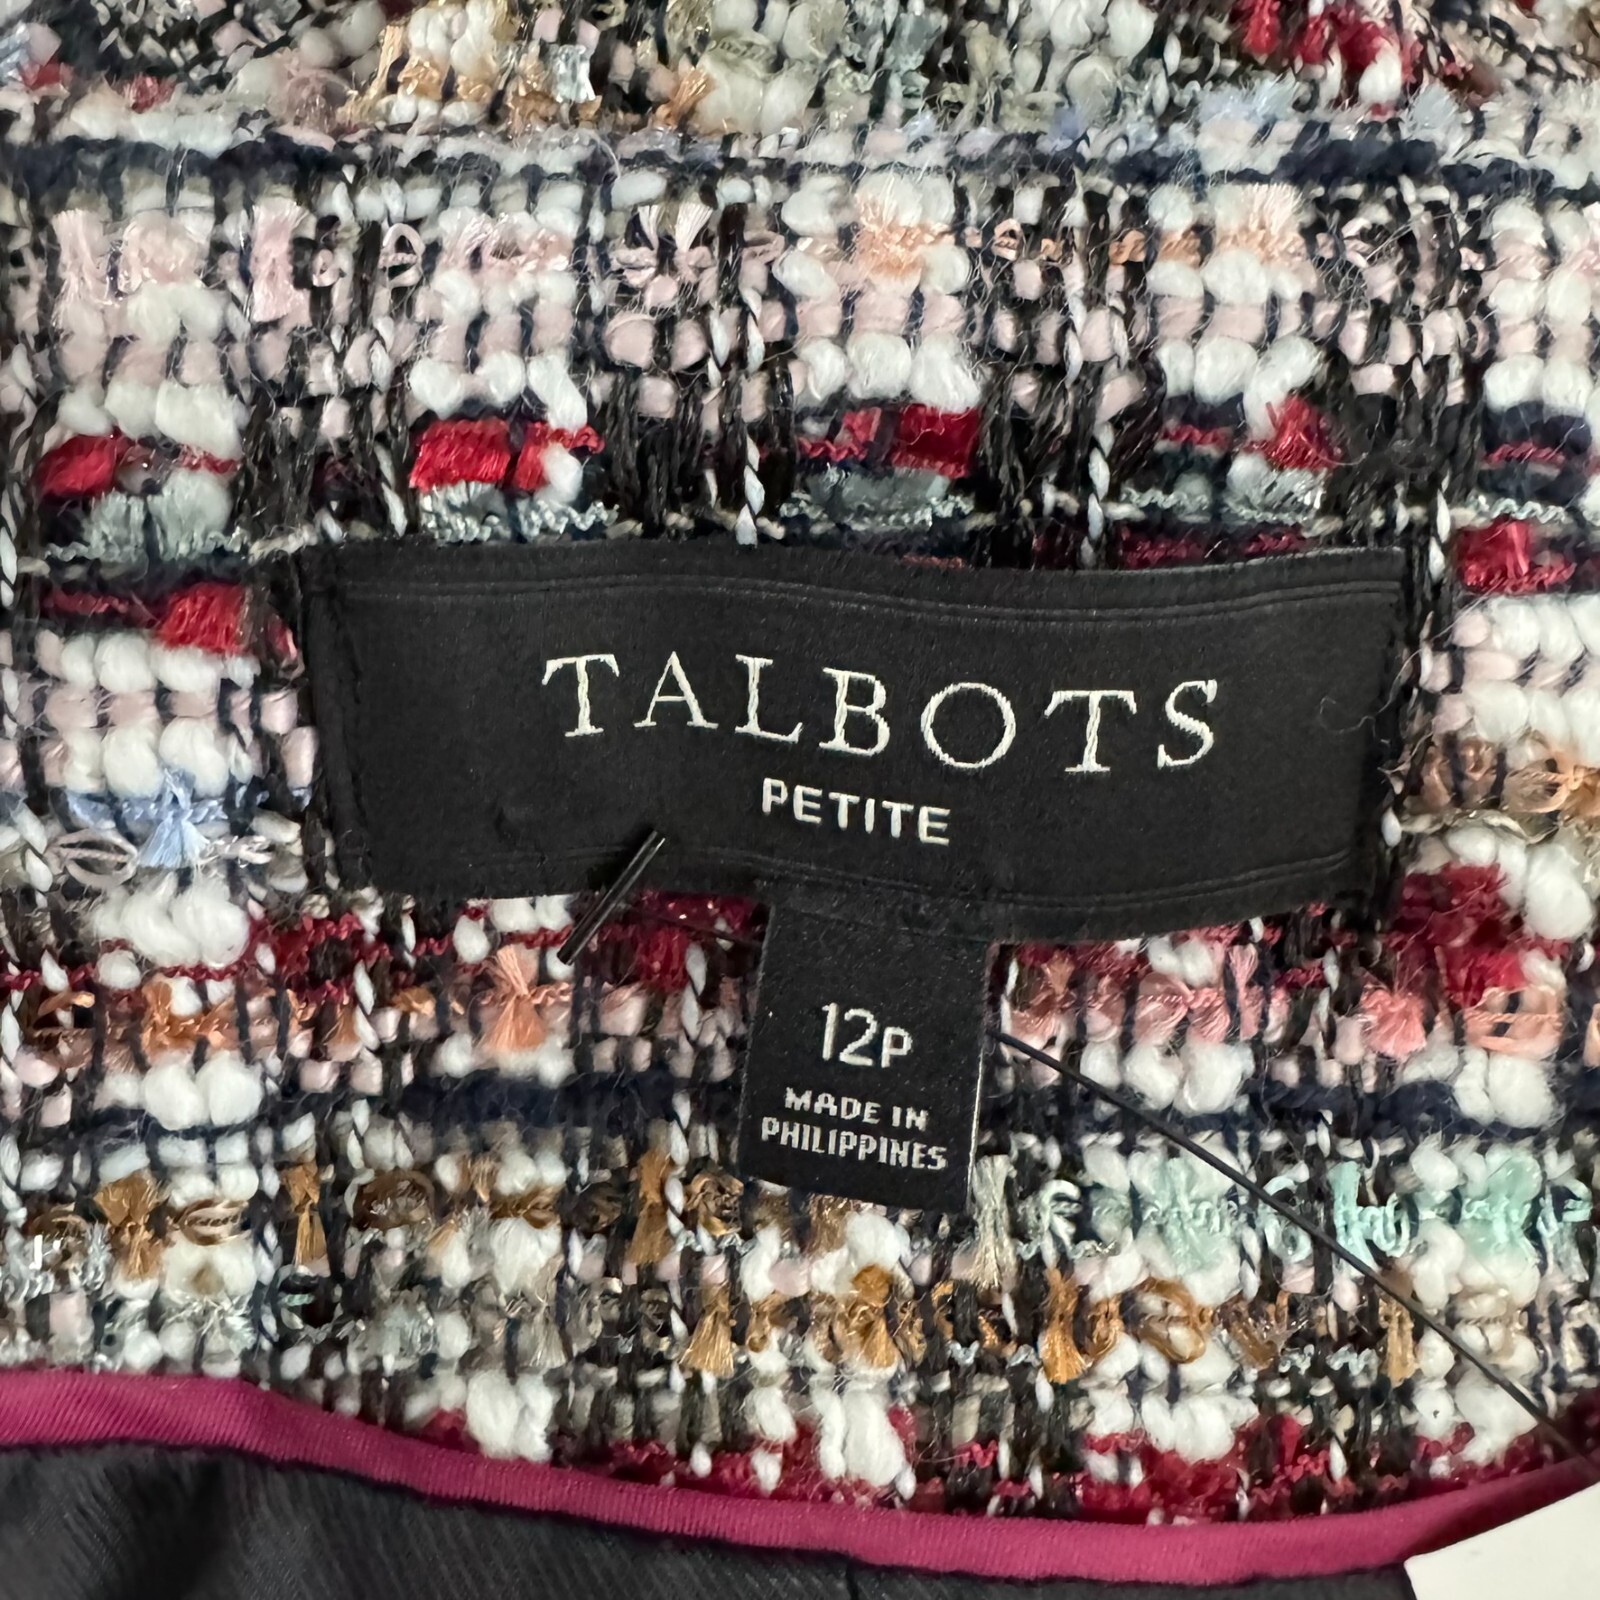 TALBOTS
PETITE
12P
MADE IN
PHILIPPINES